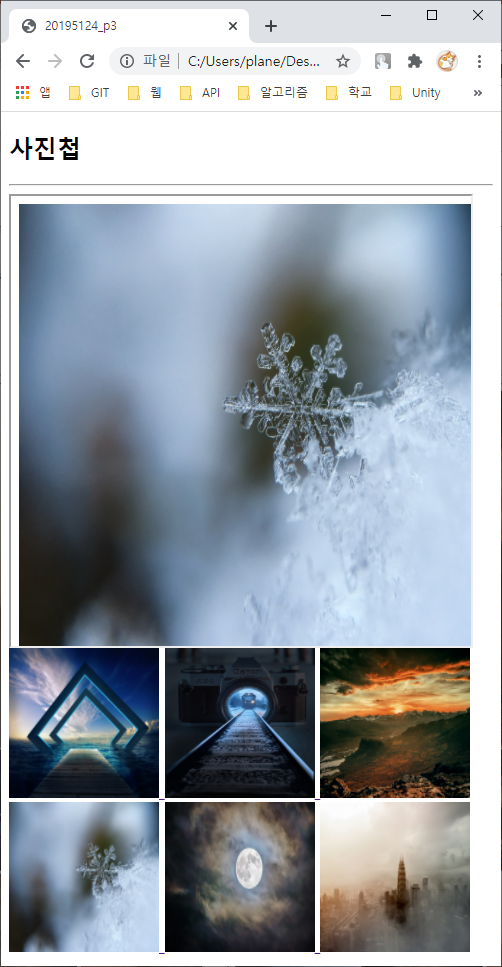 20195124_p3
파일 C:/Users/plane/Des...
앱 GIT 웹 API 알고리즘 학교 Unity
사진첩